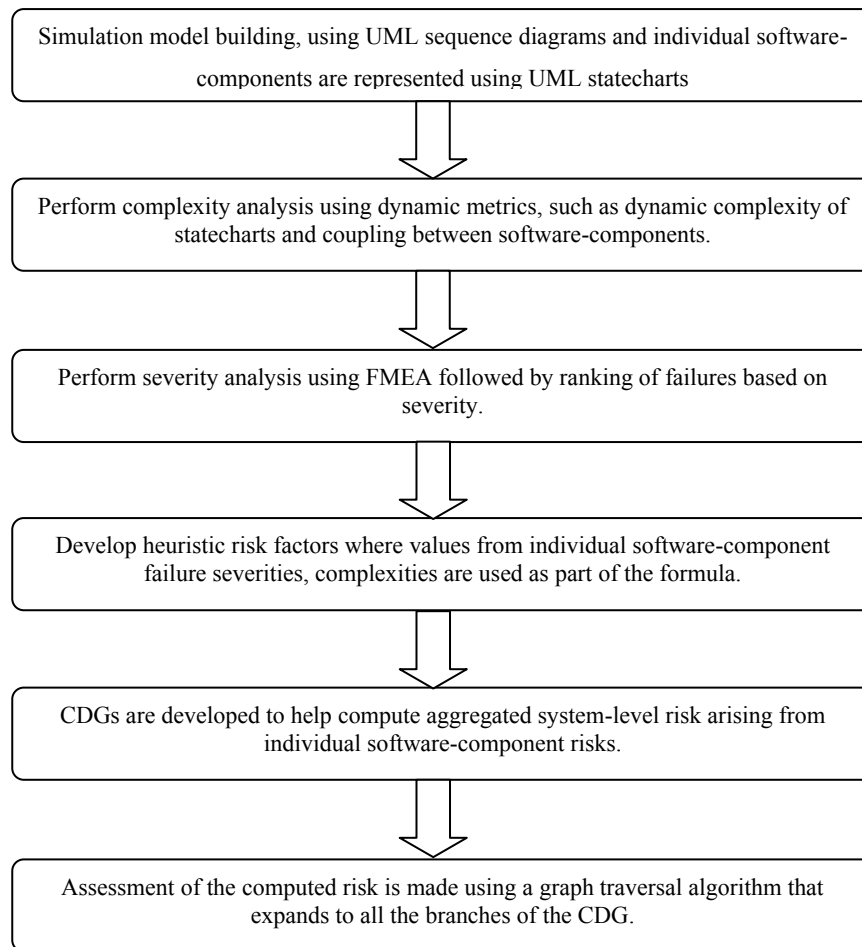 Simulation model building, using UML sequence diagrams and individual software-
components are represented using UML statecharts
Perform complexity analysis using dynamic metrics, such as dynamic complexity of
statecharts and coupling between software-components.
Perform severity analysis using FMEA followed by ranking of failures based on
severity.
Develop heuristic risk factors where values from individual software-component
failure severities, complexities are used as part of the formula.
CDGs are developed to help compute aggregated system-level risk arising from
individual software-component risks.
Assessment of the computed risk is made using a graph traversal algorithm that
expands to all the branches of the CDG.